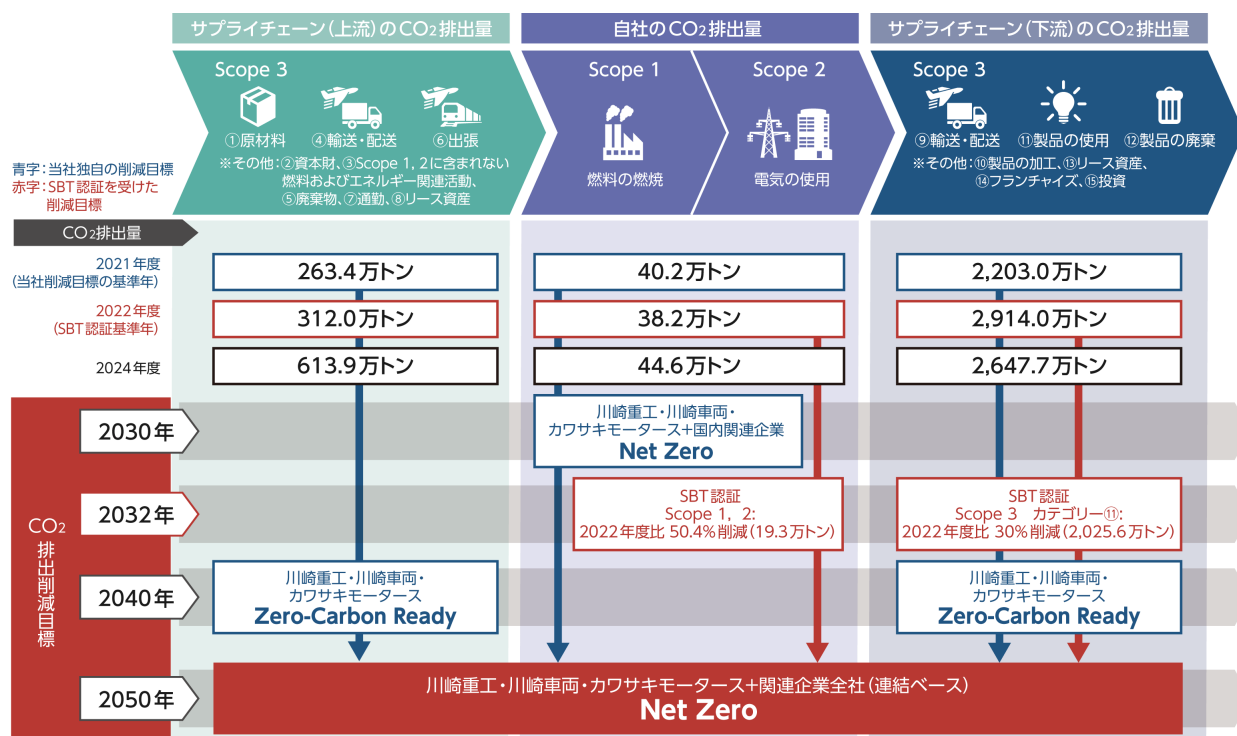 サプライチェーン（上流）のCO₂排出量
自社のCO₂排出量
サプライチェーン（下流）のCO₂排出量
Scope 3
①原材料
④輸送・配送
⑥出張
※その他：②資本財、③Scope 1, 2に含まれない
燃料およびエネルギー関連活動、
⑤廃棄物、⑦通勤、⑧リース資産
Scope 1
燃料の燃焼
Scope 2
電気の使用
Scope 3
⑨輸送・配送
⑪製品の使用
⑫製品の廃棄
※その他：⑩製品の加工、⑬リース資産、
⑭フランチャイズ、⑮投資
青字：当社独自の削減目標
赤字：SBT認証を受けた
削減目標
CO₂排出量
2021年度
（当社削減目標の基準年）
263.4万トン
40.2万トン
2,203.0万トン
2022年度
（SBT認証基準年）
312.0万トン
38.2万トン
2,914.0万トン
2024年度
613.9万トン
44.6万トン
2,647.7万トン
CO₂排出削減目標
2030年
川崎重工・川崎車両・
カワサキモータース＋国内関連企業
Net Zero
2032年
SBT認証
Scope 1, 2:
2022年度比 50.4%削減（19.3万トン）
SBT認証
Scope 3 カテゴリー⑪:
2022年度比 30%削減（2,025.6万トン）
2040年
川崎重工・川崎車両・
カワサキモータース
Zero-Carbon Ready
川崎重工・川崎車両・
カワサキモータース
Zero-Carbon Ready
2050年
川崎重工・川崎車両・カワサキモータース＋関連企業全社（連結ベース）
Net Zero